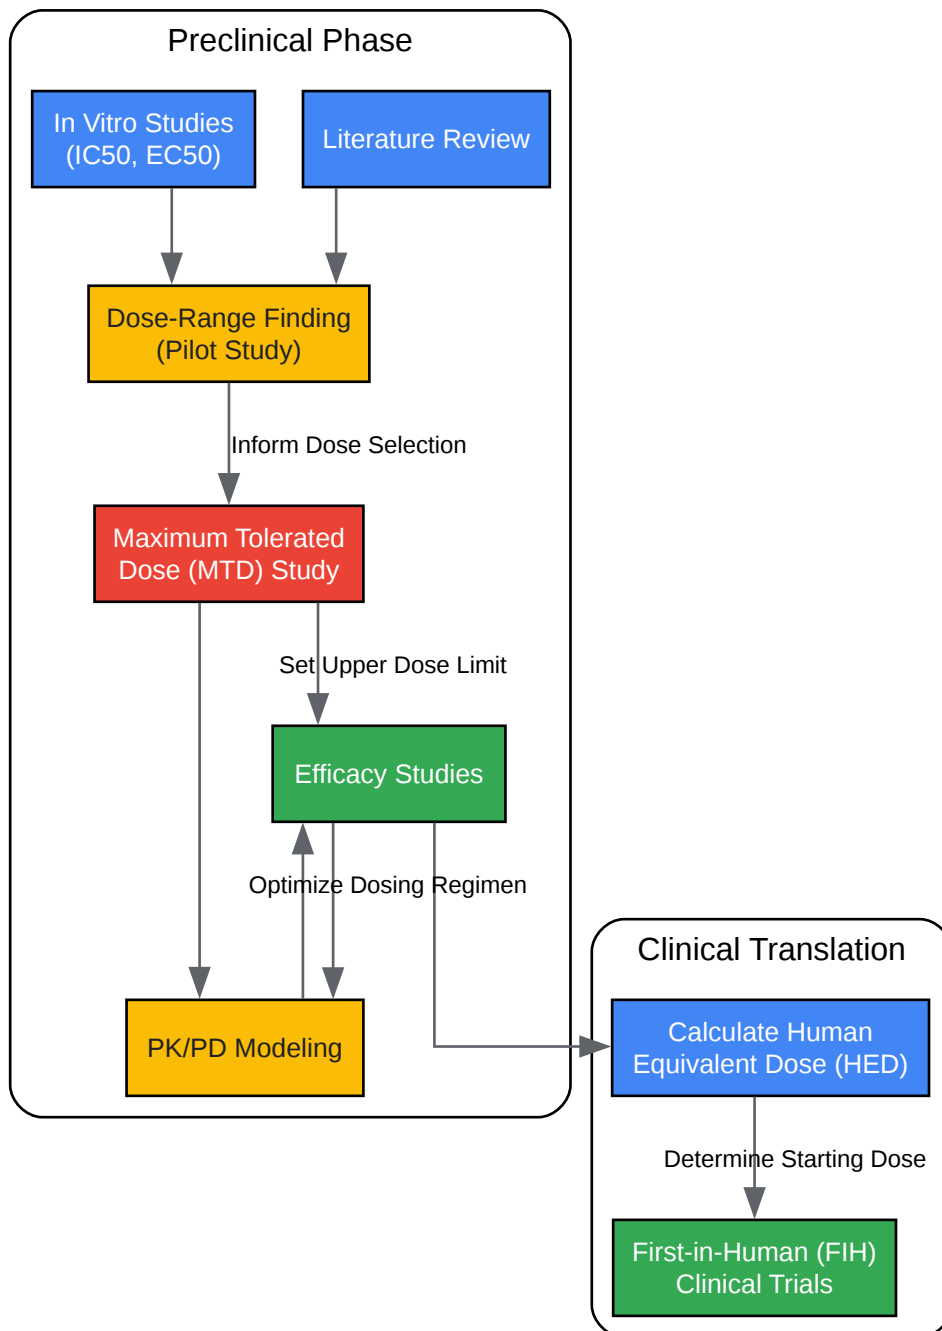 Preclinical Phase
In Vitro Studies
(IC50, EC50)
Literature Review
Dose-Range Finding
(Pilot Study)
Inform Dose Selection
Maximum Tolerated
Dose (MTD) Study
Set Upper Dose Limit
Efficacy Studies
Optimize Dosing Regimen
PK/PD Modeling
Clinical Translation
Calculate Human
Equivalent Dose (HED)
Determine Starting Dose
First-in-Human (FIH)
Clinical Trials